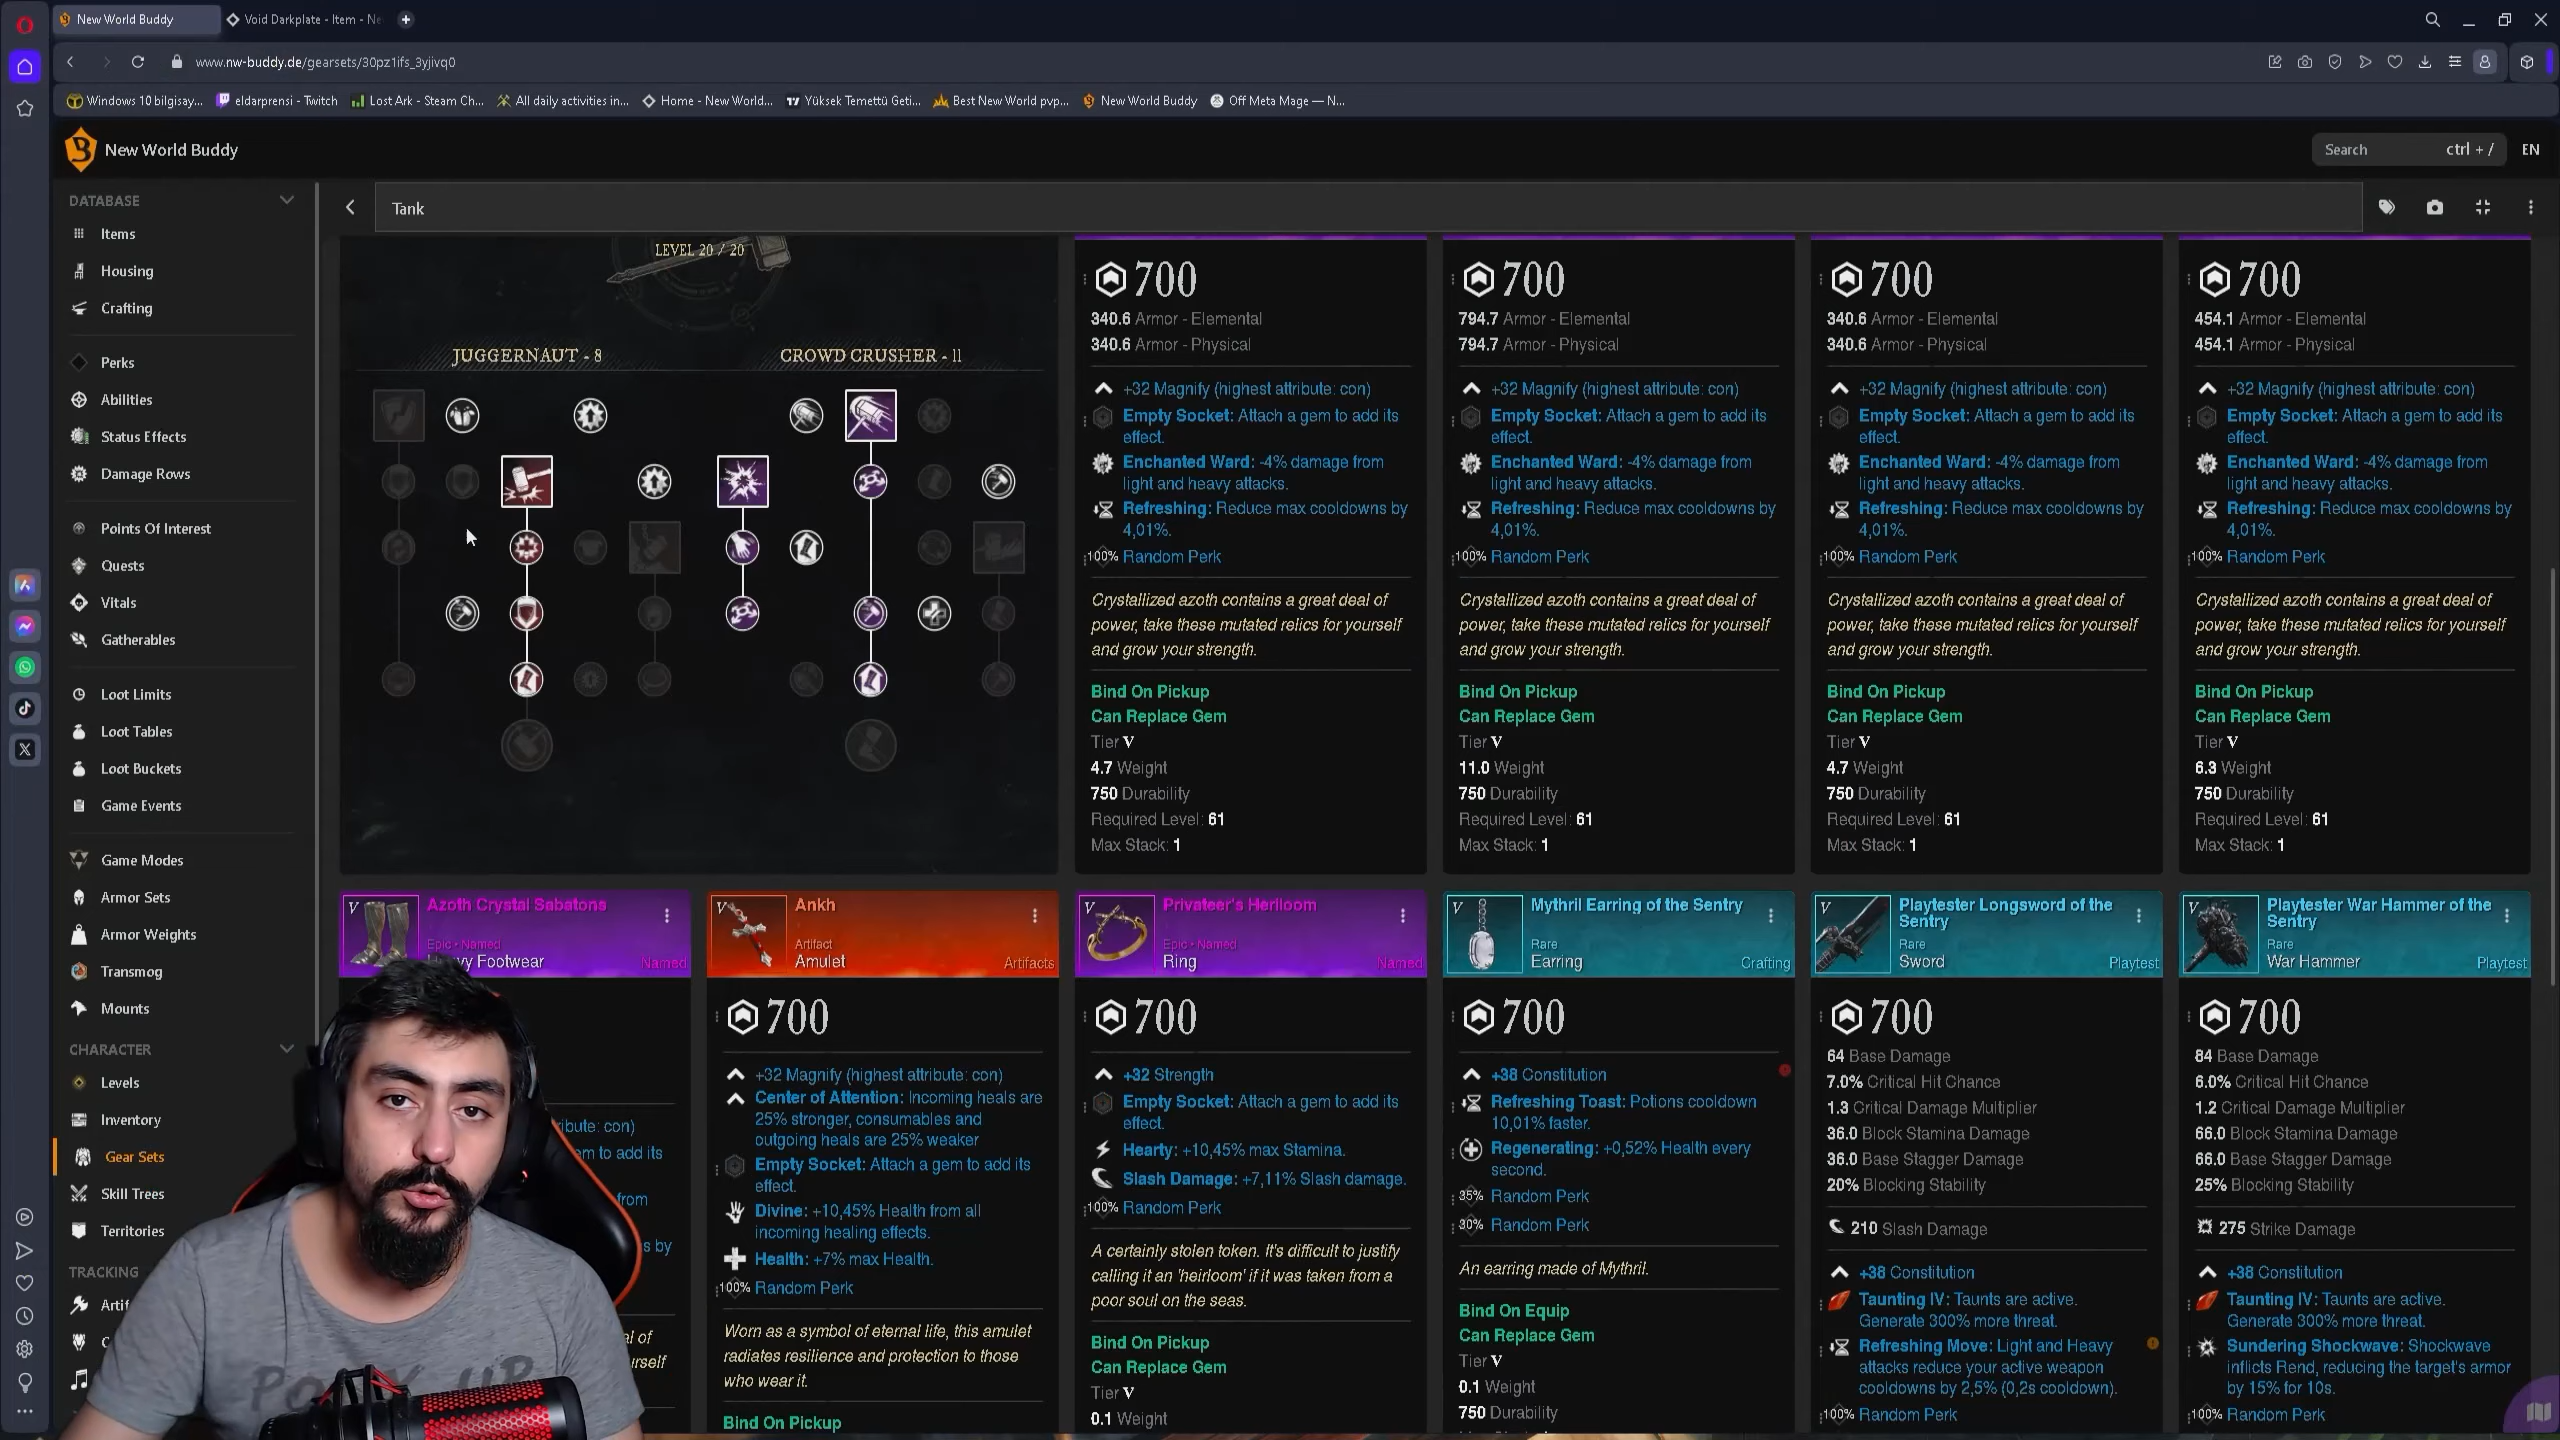 New World Buddy
Void Darkplate - Item - Ne
www.nw-buddy.de/gearsets/30pz1ifs_3yjivq0
Windows 10 bilgisay...
eldarprensi - Twitch
Lost Ark - Steam Ch...
All daily activities in...
Home - New World...
Yüksek Temettü Geti...
Best New World pvp...
New World Buddy
Off Meta Mage — N...
New World Buddy
Search ctrl + /
EN
DATABASE
Items
Housing
Crafting
Perks
Abilities
Status Effects
Damage Rows
Points Of Interest
Quests
Vitals
Gatherables
Loot Limits
Loot Tables
Loot Buckets
Game Events
Game Modes
Armor Sets
Armor Weights
Transmog
Mounts
CHARACTER
Levels
Inventory
Gear Sets
Skill Trees
Territories
TRACKING
Artif
C
Tank
LEVEL 20 / 20
JUGGERNAUT - 8
CROWD CRUSHER - 11
700
340.6 Armor - Elemental
340.6 Armor - Physical
+32 Magnify (highest attribute: con)
Empty Socket: Attach a gem to add its
effect.
Enchanted Ward: -4% damage from
light and heavy attacks.
Refreshing: Reduce max cooldowns by
4,01%.
100% Random Perk
Crystallized azoth contains a great deal of
power, take these mutated relics for yourself
and grow your strength.
Bind On Pickup
Can Replace Gem
Tier V
4.7 Weight
750 Durability
Required Level: 61
Max Stack: 1
700
794.7 Armor - Elemental
794.7 Armor - Physical
+32 Magnify (highest attribute: con)
Empty Socket: Attach a gem to add its
effect.
Enchanted Ward: -4% damage from
light and heavy attacks.
Refreshing: Reduce max cooldowns by
4,01%.
100% Random Perk
Crystallized azoth contains a great deal of
power, take these mutated relics for yourself
and grow your strength.
Bind On Pickup
Can Replace Gem
Tier V
11.0 Weight
750 Durability
Required Level: 61
Max Stack: 1
700
340.6 Armor - Elemental
340.6 Armor - Physical
+32 Magnify (highest attribute: con)
Empty Socket: Attach a gem to add its
effect.
Enchanted Ward: -4% damage from
light and heavy attacks.
Refreshing: Reduce max cooldowns by
4,01%.
100% Random Perk
Crystallized azoth contains a great deal of
power, take these mutated relics for yourself
and grow your strength.
Bind On Pickup
Can Replace Gem
Tier V
4.7 Weight
750 Durability
Required Level: 61
Max Stack: 1
700
454.1 Armor - Elemental
454.1 Armor - Physical
+32 Magnify (highest attribute: con)
Empty Socket: Attach a gem to add its
effect.
Enchanted Ward: -4% damage from
light and heavy attacks.
Refreshing: Reduce max cooldowns by
4,01%.
100% Random Perk
Crystallized azoth contains a great deal of
power, take these mutated relics for yourself
and grow your strength.
Bind On Pickup
Can Replace Gem
Tier V
6.3 Weight
750 Durability
Required Level: 61
Max Stack: 1
V
Azoth Crystal Sabatons
Epic • Named
Heavy Footwear
Named
ribute: con)
em to add its
from
s by
al of
urself
V
Ankh
Artifact
Amulet
Artifacts
700
+32 Magnify (highest attribute: con)
Center of Attention: Incoming heals are
25% stronger, consumables and
outgoing heals are 25% weaker
Empty Socket: Attach a gem to add its
effect.
Divine: +10,45% Health from all
incoming healing effects.
Health: +7% max Health.
100% Random Perk
Worn as a symbol of eternal life, this amulet
radiates resilience and protection to those
who wear it.
Bind On Pickup
V
Privateer's Heriloom
Epic • Named
Ring
Named
700
+32 Strength
Empty Socket: Attach a gem to add its
effect.
Hearty: +10,45% max Stamina.
Slash Damage: +7,11% Slash damage.
100% Random Perk
A certainly stolen token. It's difficult to justify
calling it an 'heirloom' if it was taken from a
poor soul on the seas.
Bind On Pickup
Can Replace Gem
Tier V
0.1 Weight
V
Mythril Earring of the Sentry
Rare
Earring
Crafting
700
+38 Constitution
Refreshing Toast: Potions cooldown
10,01% faster.
Regenerating: +0,52% Health every
second.
35% Random Perk
30% Random Perk
An earring made of Mythril.
Bind On Equip
Can Replace Gem
Tier V
0.1 Weight
750 Durability
V
Playtester Longsword of the
Sentry
Rare
Sword
Playtest
700
64 Base Damage
7.0% Critical Hit Chance
1.3 Critical Damage Multiplier
36.0 Block Stamina Damage
36.0 Base Stagger Damage
20% Blocking Stability
210 Slash Damage
+38 Constitution
Taunting IV: Taunts are active.
Generate 300% more threat.
Refreshing Move: Light and Heavy
attacks reduce your active weapon
cooldowns by 2,5% (0,2s cooldown).
100% Random Perk
V
Playtester War Hammer of the
Sentry
Rare
War Hammer
Playtest
700
84 Base Damage
6.0% Critical Hit Chance
1.2 Critical Damage Multiplier
66.0 Block Stamina Damage
66.0 Base Stagger Damage
25% Blocking Stability
275 Strike Damage
+38 Constitution
Taunting IV: Taunts are active.
Generate 300% more threat.
Sundering Shockwave: Shockwave
inflicts Rend, reducing the target's armor
by 15% for 10s.
100% Random Perk